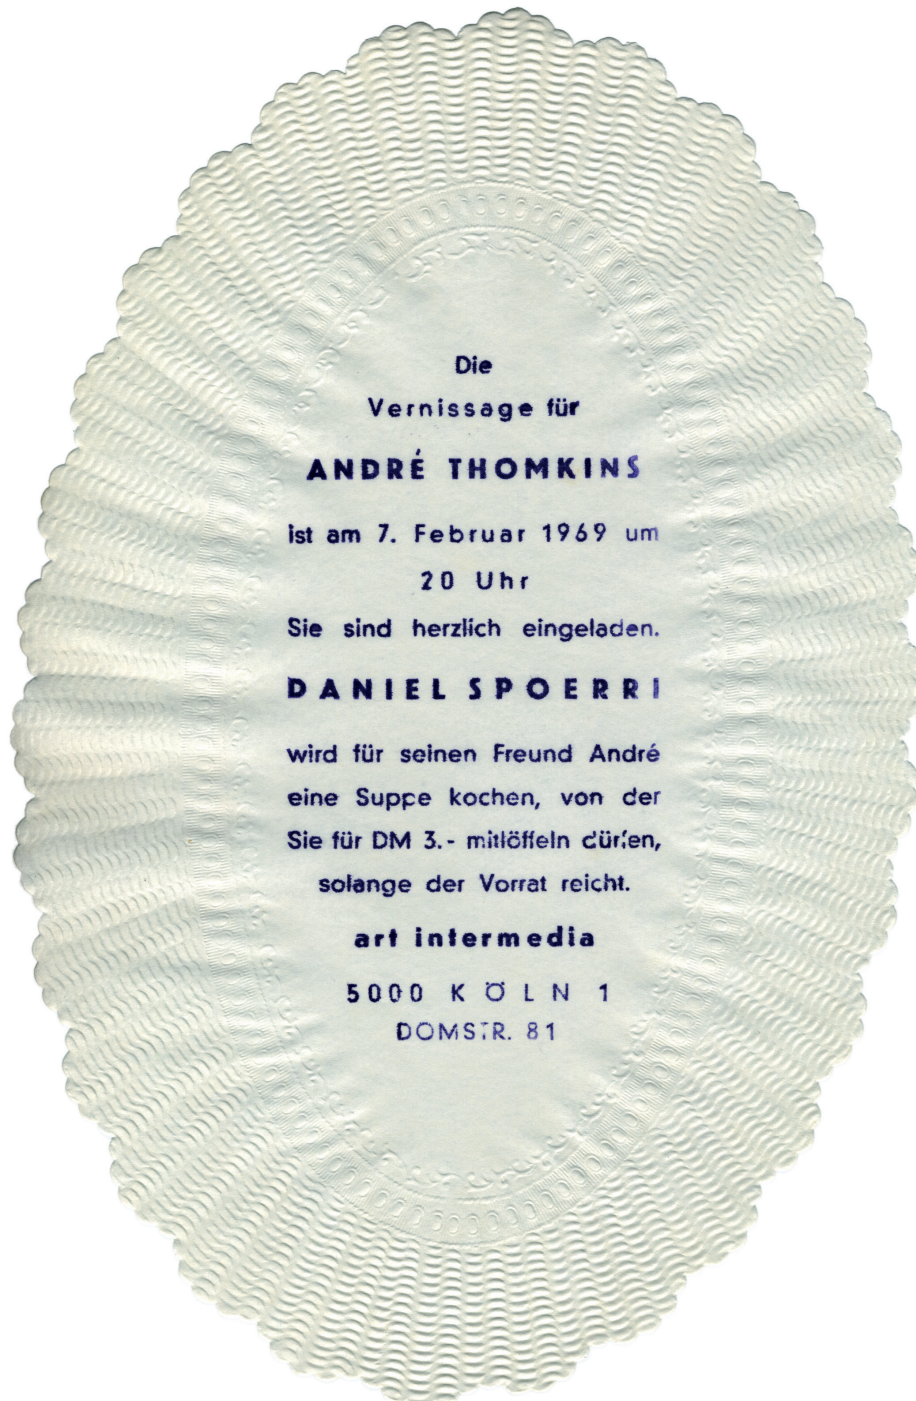 Die
Vernissage für
ANDRÉ THOMKINS
ist am 7. Februar 1969 um
20 Uhr
Sie sind herzlich eingeladen.
DANIEL SPOERRI
wird für seinen Freund André
eine Suppe kochen, von der
Sie für DM 3.- mitlöffeln dürfen,
solange der Vorrat reicht.
art intermedia
5000 KÖLN 1
DOMSTR. 81